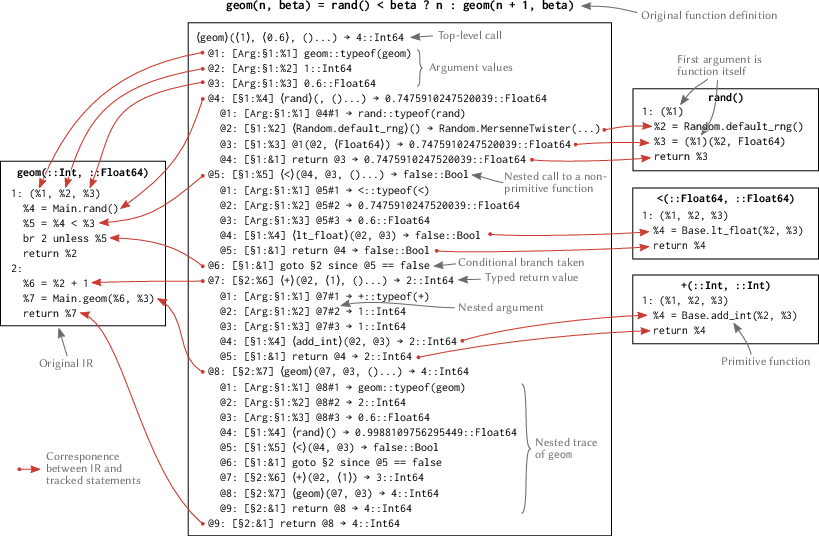 geom(n, beta) = rand() < beta ? n : geom(n + 1, beta)
Original function definition
⟨geom⟩(⟨1⟩, ⟨0.6⟩, ()...) → 4::Int64
Top-level call
@1: [Arg:§1:%1] geom::typeof(geom)
@2: [Arg:§1:%2] 1::Int64
@3: [Arg:§1:%3] 0.6::Float64
Argument values
@4: [§1:%4] ⟨rand⟩(, ()...) → 0.7475910247520039::Float64
@1: [Arg:§1:%1] @4#1 → rand::typeof(rand)
@2: [§1:%2] ⟨Random.default_rng⟩() → Random.MersenneTwister(...)
@3: [§1:%3] @1(@2, ⟨Float64⟩) → 0.7475910247520039::Float64
@4: [§1:&1] return @3 → 0.7475910247520039::Float64
@5: [§1:%5] ⟨<⟩(@4, @3, ()...) → false::Bool
Nested call to a non-
primitive function
@1: [Arg:§1:%1] @5#1 → <::typeof(<)
@2: [Arg:§1:%2] @5#2 → 0.7475910247520039::Float64
@3: [Arg:§1:%3] @5#3 → 0.6::Float64
@4: [§1:%4] ⟨lt_float⟩(@2, @3) → false::Bool
@5: [§1:&1] return @4 → false::Bool
@6: [§1:&1] goto §2 since @5 == false
Conditional branch taken
@7: [§2:%6] ⟨+⟩(@2, ⟨1⟩, ()...) → 2::Int64
Typed return value
@1: [Arg:§1:%1] @7#1 → +::typeof(+)
@2: [Arg:§1:%2] @7#2 → 1::Int64
Nested argument
@3: [Arg:§1:%3] @7#3 → 1::Int64
@4: [§1:%4] ⟨add_int⟩(@2, @3) → 2::Int64
@5: [§1:&1] return @4 → 2::Int64
@8: [§2:%7] ⟨geom⟩(@7, @3, ()...) → 4::Int64
@1: [Arg:§1:%1] @8#1 → geom::typeof(geom)
@2: [Arg:§1:%2] @8#2 → 2::Int64
@3: [Arg:§1:%3] @8#3 → 0.6::Float64
@4: [§1:%4] ⟨rand⟩() → 0.9988109756295449::Float64
@5: [§1:%5] ⟨<⟩(@4, @3) → false::Bool
@6: [§1:&1] goto §2 since @5 == false
@7: [§2:%6] ⟨+⟩(@2, ⟨1⟩) → 3::Int64
@8: [§2:%7] ⟨geom⟩(@7, @3) → 4::Int64
@9: [§2:&1] return @8 → 4::Int64
Nested trace
of geom
@9: [§2:&1] return @8 → 4::Int64
geom(::Int, ::Float64)
1: (%1, %2, %3)
%4 = Main.rand()
%5 = %4 < %3
br 2 unless %5
return %2
2:
%6 = %2 + 1
%7 = Main.geom(%6, %3)
return %7
Original IR
Corresponence
between IR and
tracked statements
First argument is
function itself
rand()
1: (%1)
%2 = Random.default_rng()
%3 = (%1)(%2, Float64)
return %3
<(::Float64, ::Float64)
1: (%1, %2, %3)
%4 = Base.lt_float(%2, %3)
return %4
+(::Int, ::Int)
1: (%1, %2, %3)
%4 = Base.add_int(%2, %3)
return %4
Primitive function